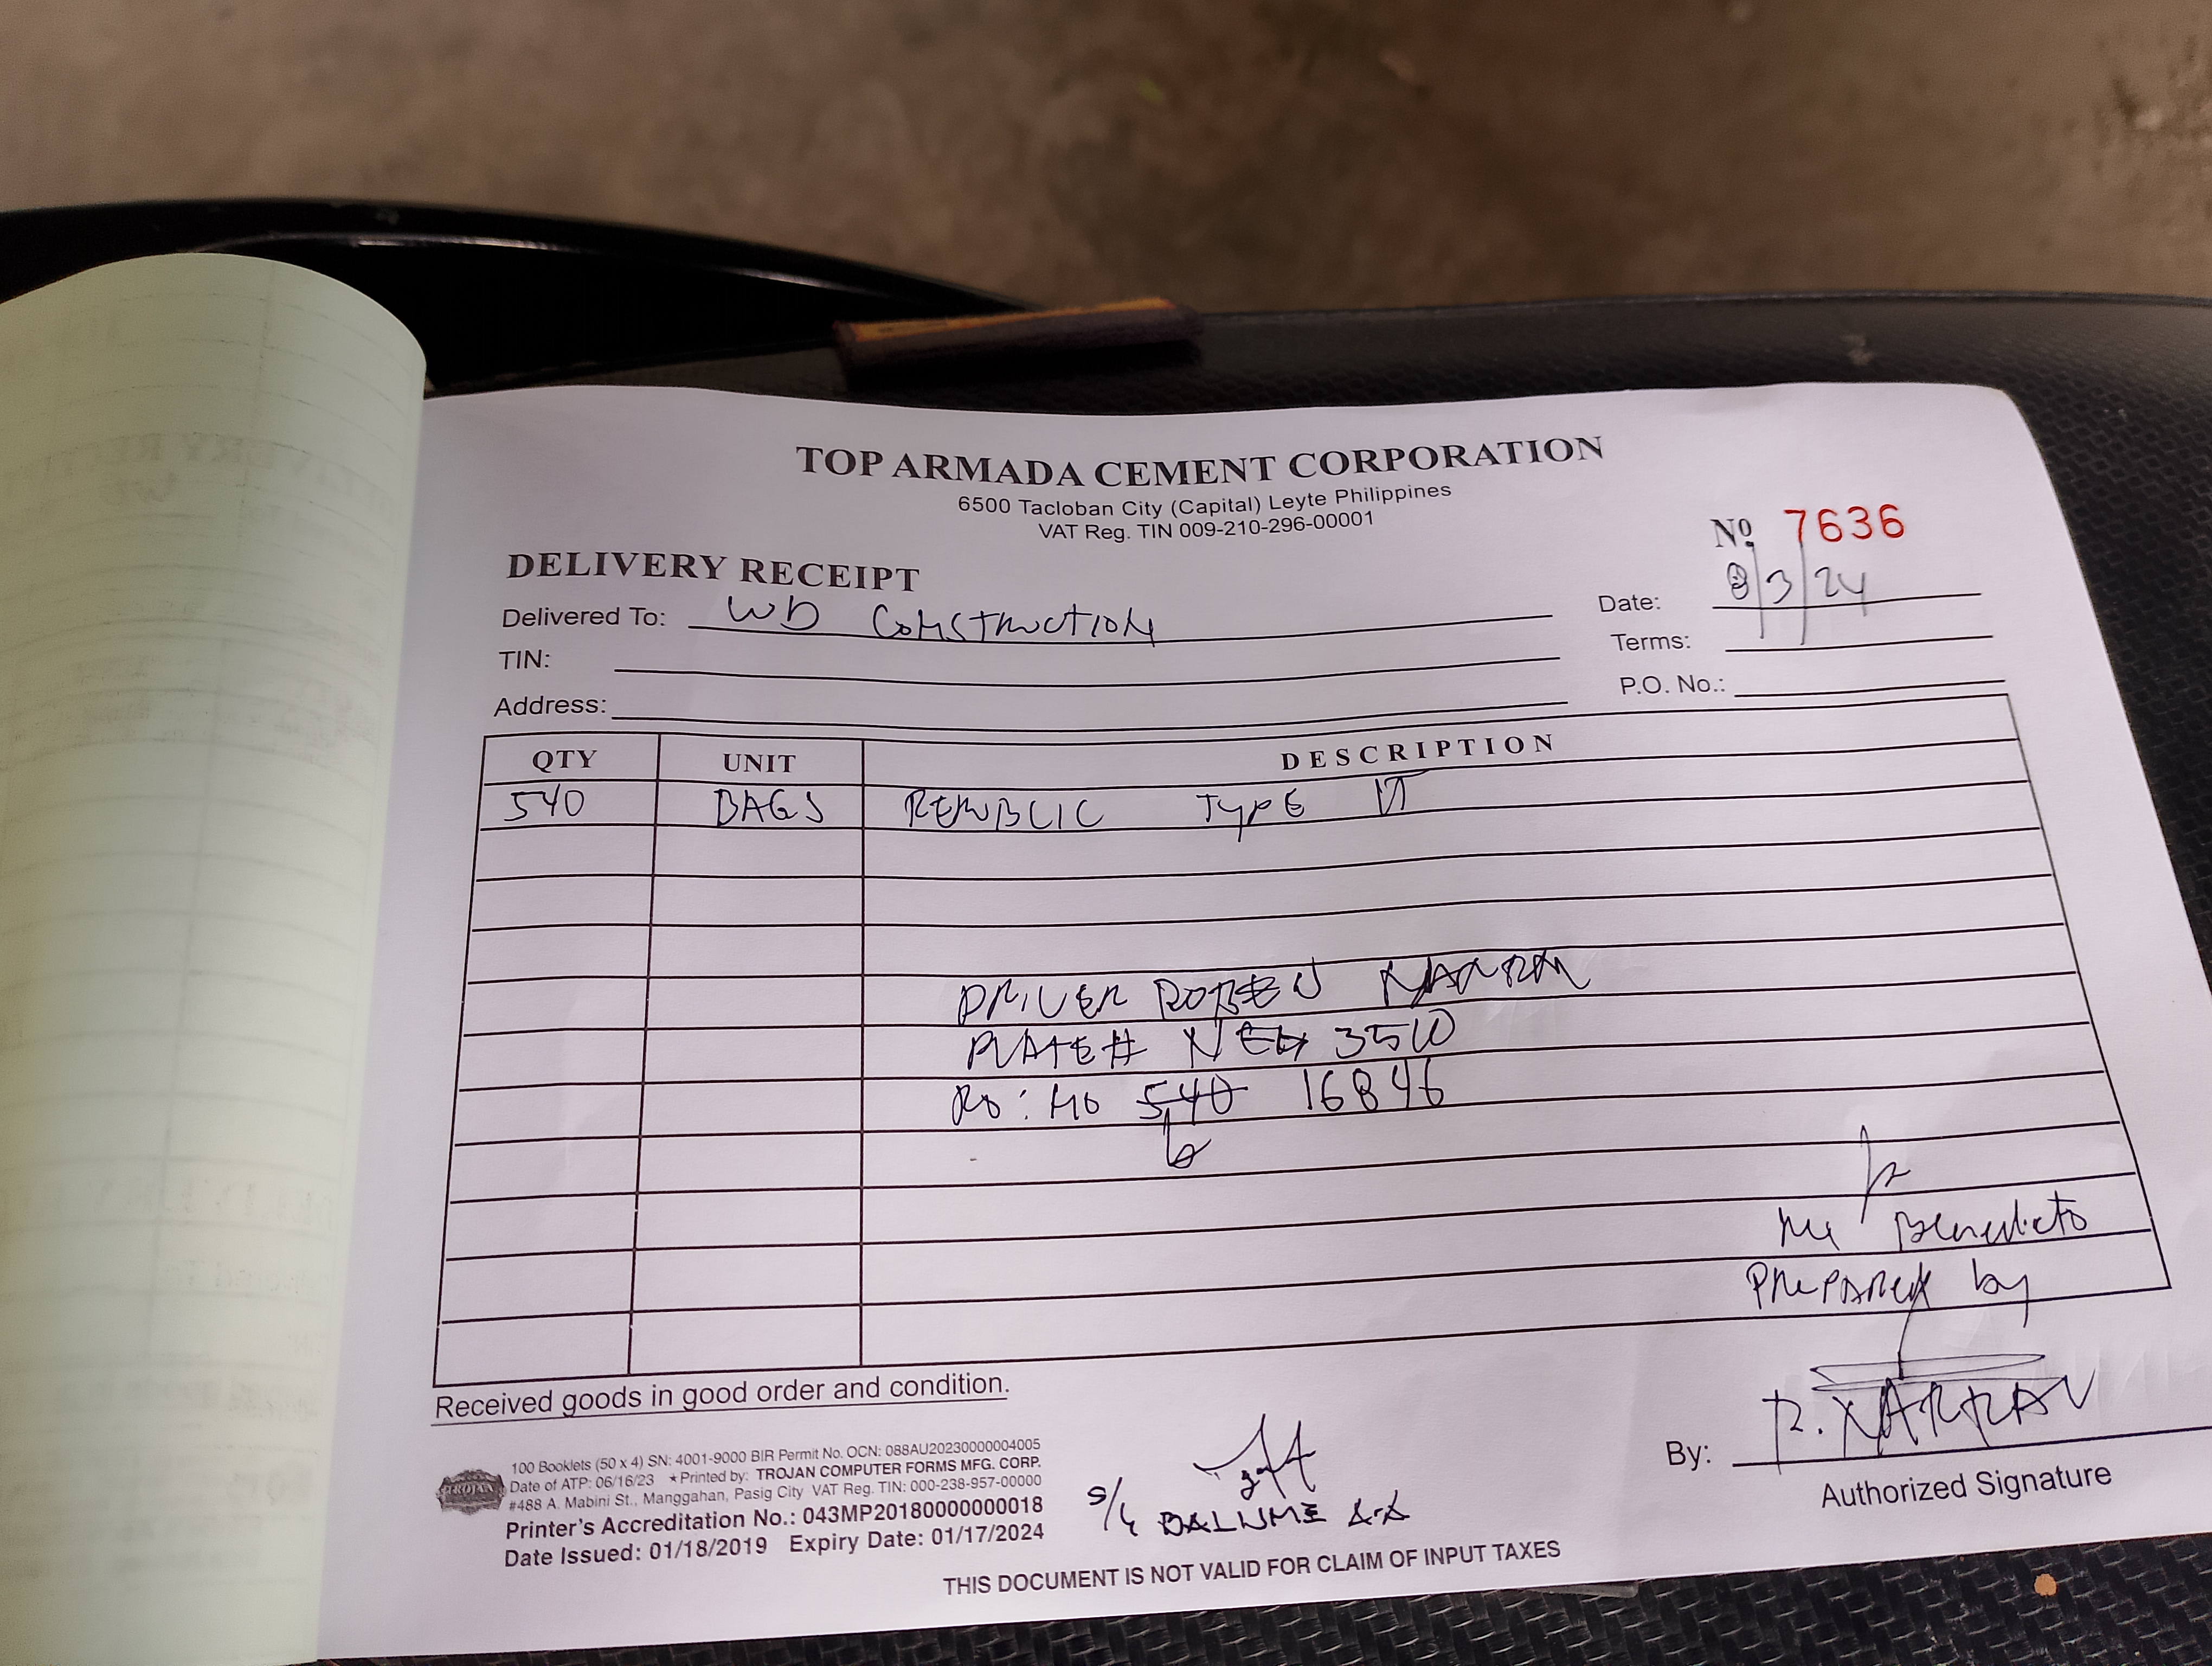 TOP ARMADA CEMENT CORPORATION
6500 Tacloban City (Capital) Leyte Philippines
VAT Reg. TIN 009-210-296-00001
Nº 7636
DELIVERY RECEIPT
Date: 8/3/24
Delivered To: WD Construction
Terms:
TIN:
P.O. No.:
Address:
QTY UNIT DESCRIPTION
540 BAGS REPUBLIC TYPE
DRIVER
PLATE# 3510
16846
Benedicto
Prepared by
Received goods in good order and condition.
R. NARRAN
By:
Authorized Signature
100 Booklets (50 x 4) SN: 4001-9000 BIR Permit No. OCN: 088AU20230000004005
Date of ATP: 06/16/23 ★Printed by: TROJAN COMPUTER FORMS MFG. CORP.
#488 A. Mabini St., Manggahan, Pasig City VAT Reg. TIN: 000-238-957-00000
Printer's Accreditation No.: 043MP20180000000018
Date Issued: 01/18/2019 Expiry Date: 01/17/2024
TROJAN
THIS DOCUMENT IS NOT VALID FOR CLAIM OF INPUT TAXES